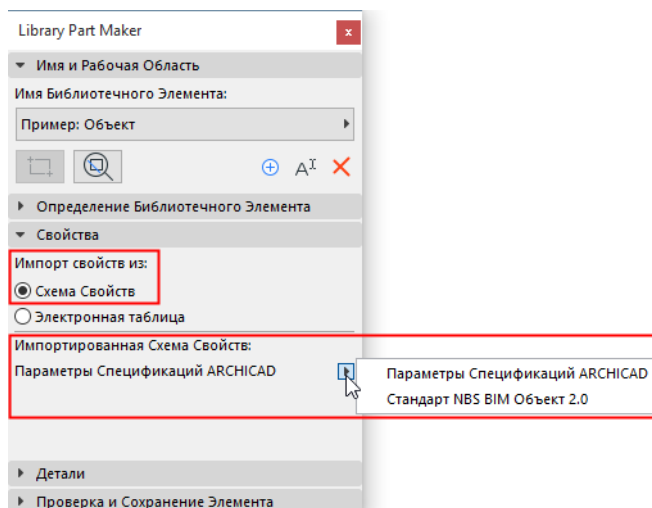 Library Part Maker
x
Имя и Рабочая Область
Имя Библиотечного Элемента:
Пример: Объект
Определение Библиотечного Элемента
Свойства
Импорт свойств из:
Схема Свойств
Электронная таблица
Импортированная Схема Свойств:
Параметры Спецификаций ARCHICAD
Параметры Спецификаций ARCHICAD
Стандарт NBS BIM Объект 2.0
Детали
Проверка и Сохранение Элемента